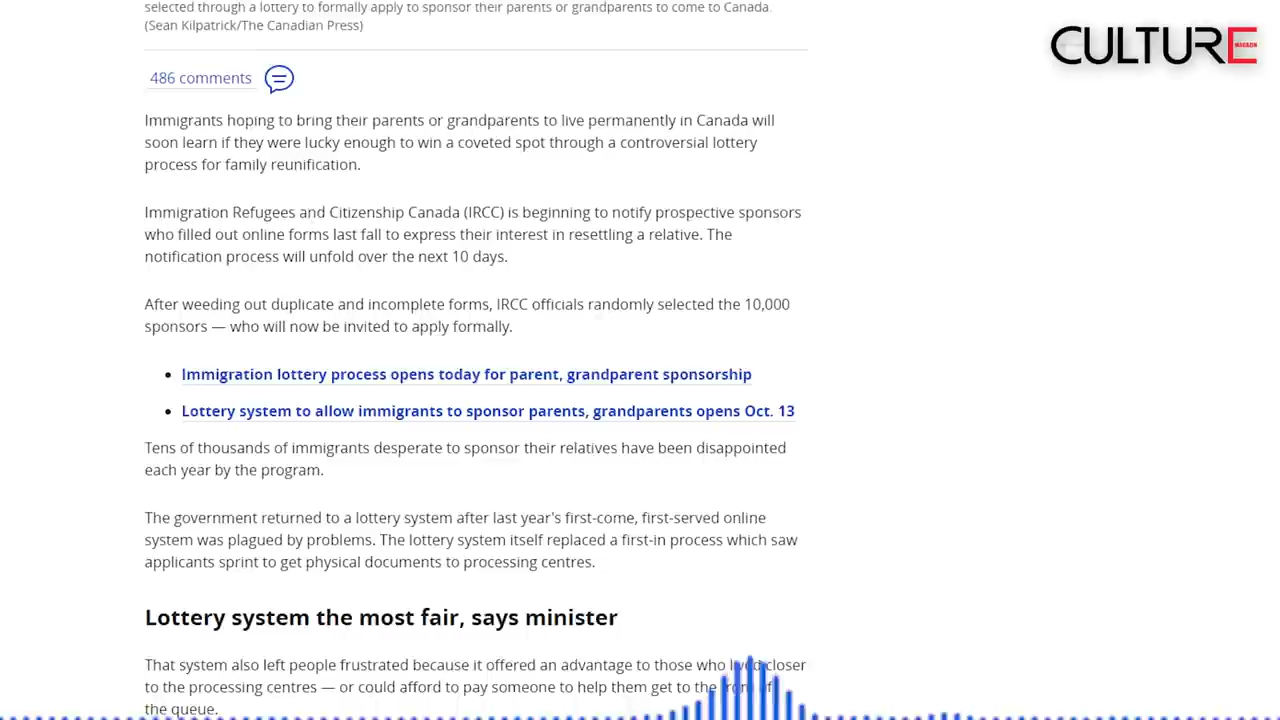 selected through a lottery to formally apply to sponsor their parents or grandparents to come to Canada.
(Sean Kilpatrick/The Canadian Press)
CULTURE
MAGAZIN
486 comments
Immigrants hoping to bring their parents or grandparents to live permanently in Canada will
soon learn if they were lucky enough to win a coveted spot through a controversial lottery
process for family reunification.
Immigration Refugees and Citizenship Canada (IRCC) is beginning to notify prospective sponsors
who filled out online forms last fall to express their interest in resettling a relative. The
notification process will unfold over the next 10 days.
After weeding out duplicate and incomplete forms, IRCC officials randomly selected the 10,000
sponsors — who will now be invited to apply formally.
• Immigration lottery process opens today for parent, grandparent sponsorship
• Lottery system to allow immigrants to sponsor parents, grandparents opens Oct. 13
Tens of thousands of immigrants desperate to sponsor their relatives have been disappointed
each year by the program.
The government returned to a lottery system after last year's first-come, first-served online
system was plagued by problems. The lottery system itself replaced a first-in process which saw
applicants sprint to get physical documents to processing centres.
Lottery system the most fair, says minister
That system also left people frustrated because it offered an advantage to those who lived closer
to the processing centres — or could afford to pay someone to help them get to the front of
the queue.